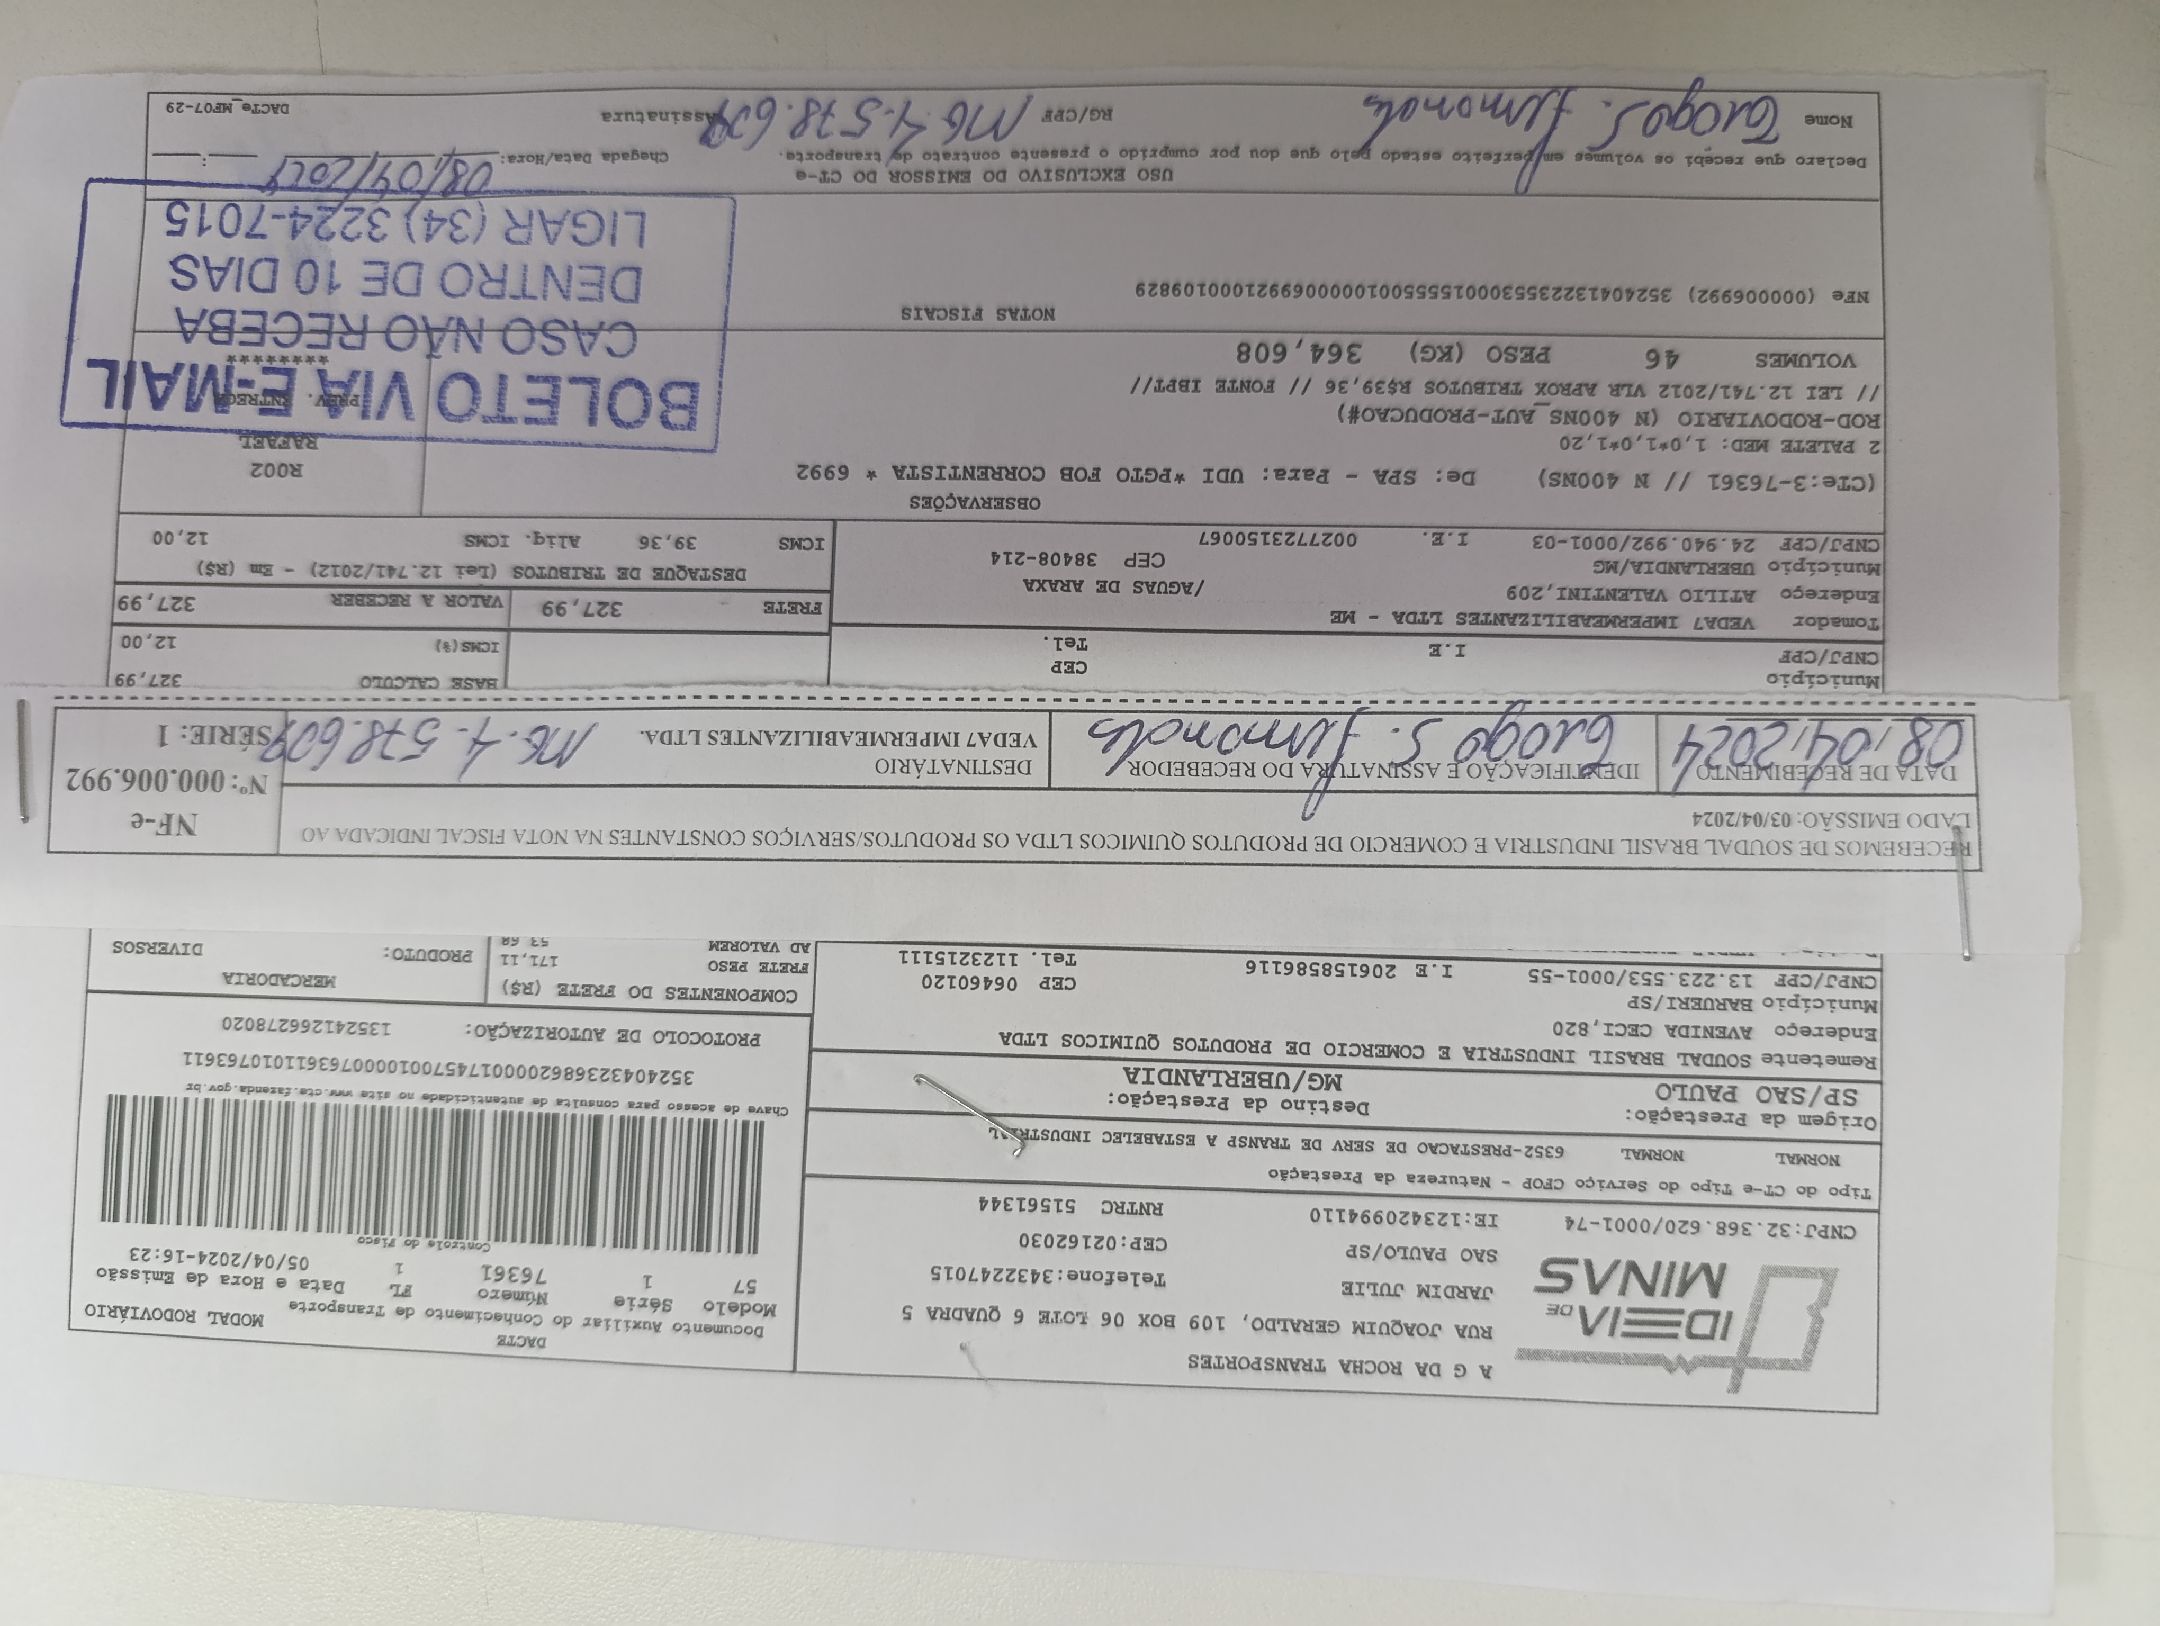 IDEIA DE MINAS
A G DA ROCHA TRANSPORTES
RUA JOAQUIM GERALDO, 109 BOX 06 LOTE 6 QUADRA 5
JARDIM JULIE Telefone:3432247015
SAO PAULO/SP CEP:02162030
CNPJ:32.368.620/0001-74 IE:123420994110 RNTRC 51561344
DACTE
Documento Auxiliar do Conhecimento de Transporte MODAL RODOVIÁRIO
Modelo Série Número FL Data e Hora de Emissão
57 1 76361 1 05/04/2024-16:23
Controle do Fisco
Tipo do CT-e Tipo do Serviço CFOP - Natureza da Prestação
NORMAL NORMAL 6352-PRESTACAO DE SERV DE TRANSP A ESTABELEC INDUSTRIAL
Origem da Prestação: Destino da Prestação:
SP/SAO PAULO MG/UBERLANDIA
Chave de acesso para consulta de autenticidade no site www.cte.fazenda.gov.br
35240432368620000174570010000763611010763611
PROTOCOLO DE AUTORIZAÇÃO: 135241266278020
Remetente SOUDAL BRASIL INDUSTRIA E COMERCIO DE PRODUTOS QUIMICOS LTDA
Endereço AVENIDA CECI,820
Município BARUERI/SP CEP 06460120
CNPJ/CPF 13.223.553/0001-55 I.E 206158586116 Tel. 1123215111
COMPONENTES DO FRETE (R$) MERCADORIA
FRETE PESO 171,11 PRODUTO: DIVERSOS
AD VALOREM 53,68
RECEBEMOS DE SOUDAL BRASIL INDUSTRIA E COMERCIO DE PRODUTOS QUIMICOS LTDA OS PRODUTOS/SERVIÇOS CONSTANTES NA NOTA FISCAL INDICADA AO
LADO EMISSÃO: 03/04/2024
NF-e
Nº: 000.006.992
SÉRIE: 1
DATA DE RECEBIMENTO IDENTIFICAÇÃO E ASSINATURA DO RECEBEDOR DESTINATÁRIO
08/04/2024 S. VEDA7 IMPERMEABILIZANTES LTDA. MG.4.578.609
Município CEP
CNPJ/CPF I.E Tel.
BASE CALCULO 327,99
ICMS(%) 12,00
Tomador VEDA7 IMPERMEABILIZANTES LTDA - ME
Endereço ATILIO VALENTINI,209 /AGUAS DE ARAXA
Município UBERLANDIA/MG CEP 38408-214
CNPJ/CPF 24.940.992/0001-03 I.E. 0027723150067
FRETE 327,99 VALOR A RECEBER 327,99
DESTAQUE DE TRIBUTOS (Lei 12.741/2012) - Em (R$)
ICMS 39,36 Aliq. ICMS 12,00
OBSERVAÇÕES
(CTe:3-76361 // N 400NS) De: SPA - Para: UDI *PGTO FOB CORRENTISTA * 6992
2 PALETE MED: 1,0*1,0*1,20
ROD-RODOVIARIO (N 400NS_AUT-PRODUCAO#)
// LEI 12.741/2012 VLR APROX TRIBUTOS R$39,36 // FONTE IBPT//
R002
RAFAEL
PREV. ENTREGA
********
VOLUMES 46 PESO (KG) 364,608
NOTAS FISCAIS
NFe (000006992) 35240413223553000155550010000069921000109829
BOLETO VIA E-MAIL
CASO NÃO RECEBA
DENTRO DE 10 DIAS
LIGAR (34) 3224-7015
USO EXCLUSIVO DO EMISSOR DO CT-e
Declaro que recebi os volumes em perfeito estado pelo que dou por cumprido o presente contrato de transporte. Chegada Data/Hora: 08/04/2024
Nome S. RG/CPF MG.4.578.609 Assinatura
DACTe_MF07-29